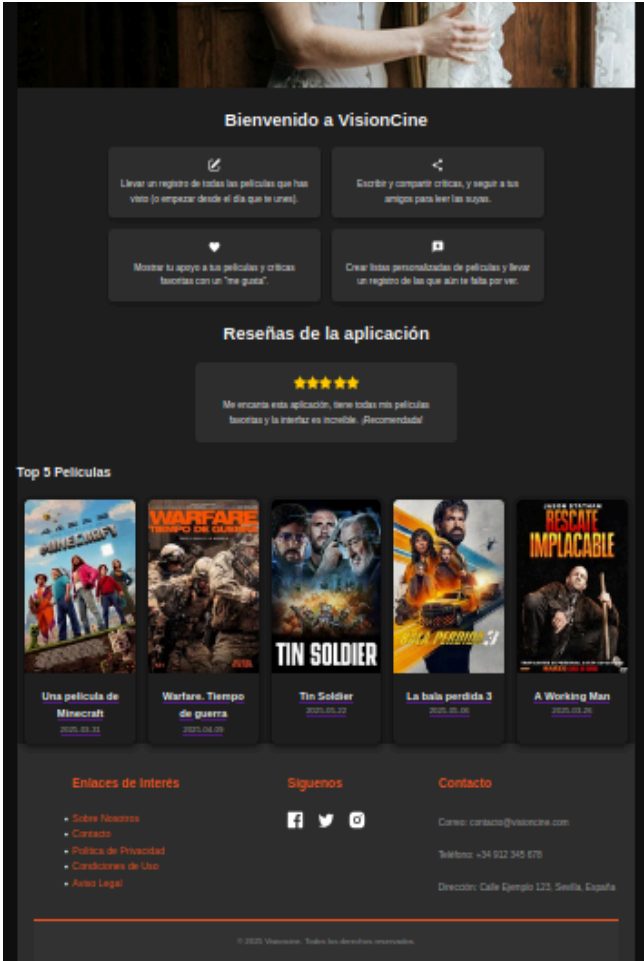 Bienvenido a VisionCine
Llevar un registro de todas las películas que has
visto (o empezar desde el día que te unes).
Escribir y compartir críticas, y seguir a tus
amigos para leer las suyas.
Mostrar tu apoyo a tus películas y críticas
favoritas con un "me gusta".
Crear listas personalizadas de películas y llevar
un registro de las que aún te falta por ver.
Reseñas de la aplicación
Me encanta esta aplicación, tiene todas mis películas
favoritas y la interfaz es increíble. ¡Recomendada!
Top 5 Películas
MINECRAFT
WARFARE
TIEMPO DE GUERRA
TIN SOLDIER
BALA PERDIDA 3
JASON STATHAM
RESCATE
IMPLACABLE
Una película de
Minecraft
2025-03-31
Warfare. Tiempo
de guerra
2025-04-09
Tin Soldier
2025-05-22
La bala perdida 3
2025-05-06
A Working Man
2025-03-26
Enlaces de Interés
Sobre Nosotros
Contacto
Política de Privacidad
Condiciones de Uso
Aviso Legal
Síguenos
Contacto
Correo: contacto@visioncine.com
Teléfono: +34 912 345 678
Dirección: Calle Ejemplo 123, Sevilla, España
© 2025 Visioncine. Todos los derechos reservados.